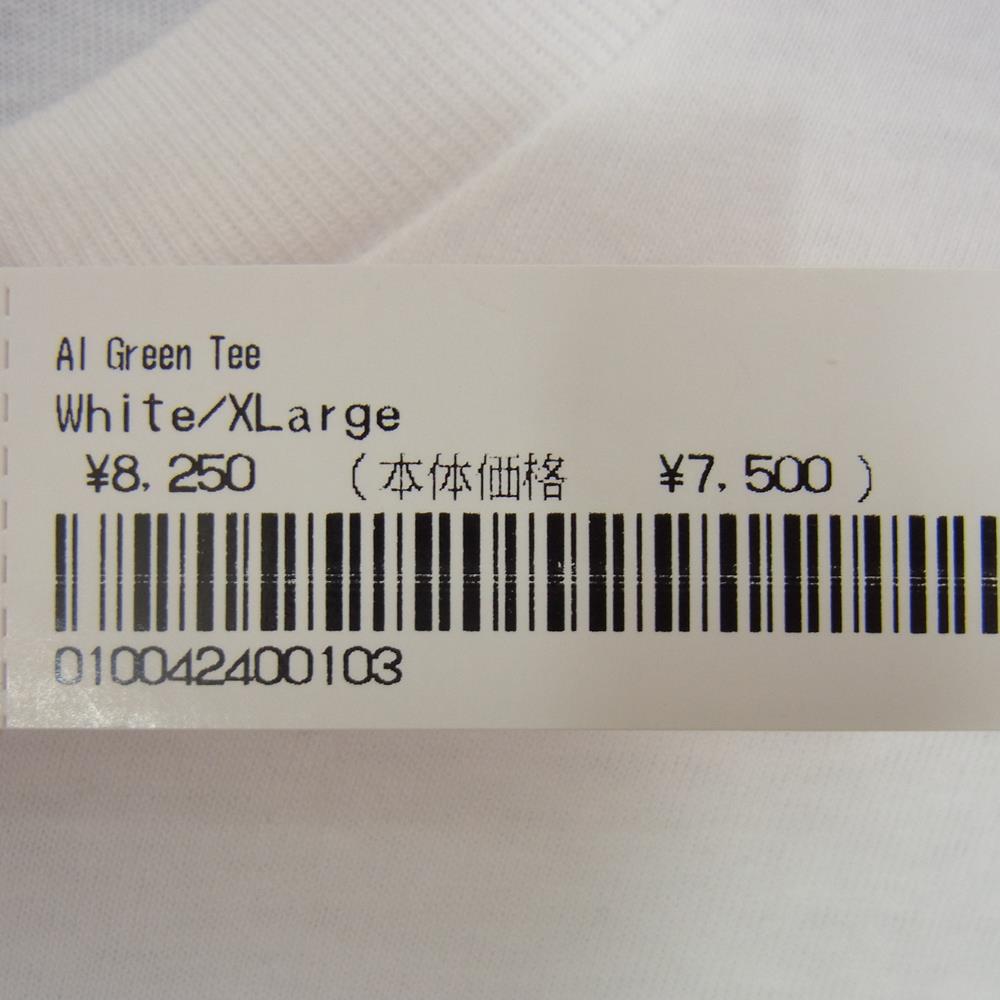 Al Green Tee
White/XLarge
¥8,250 (本体価格 ¥7,500)
010042400103